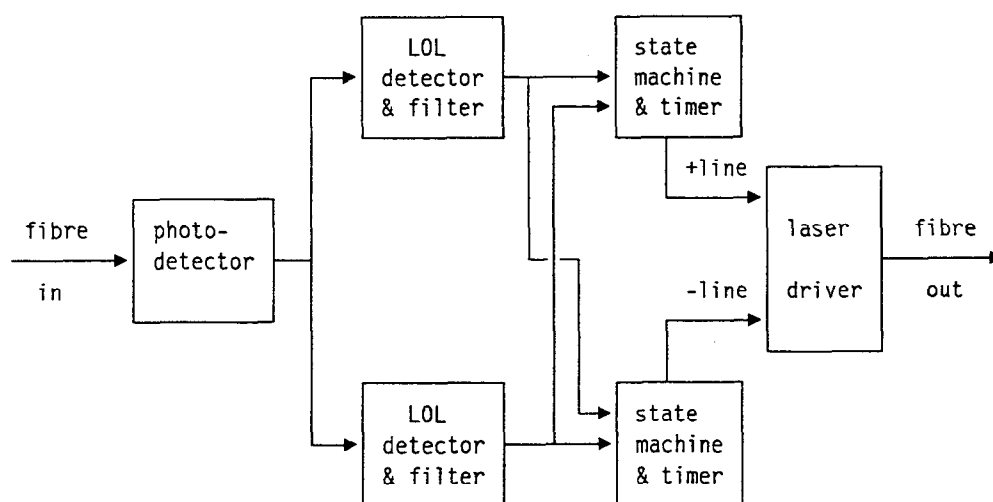 LOL
detector
& filter
state
machine
& timer
+line
fibre
in
photo-
detector
laser
driver
fibre
out
-line
LOL
detector
& filter
state
machine
& timer